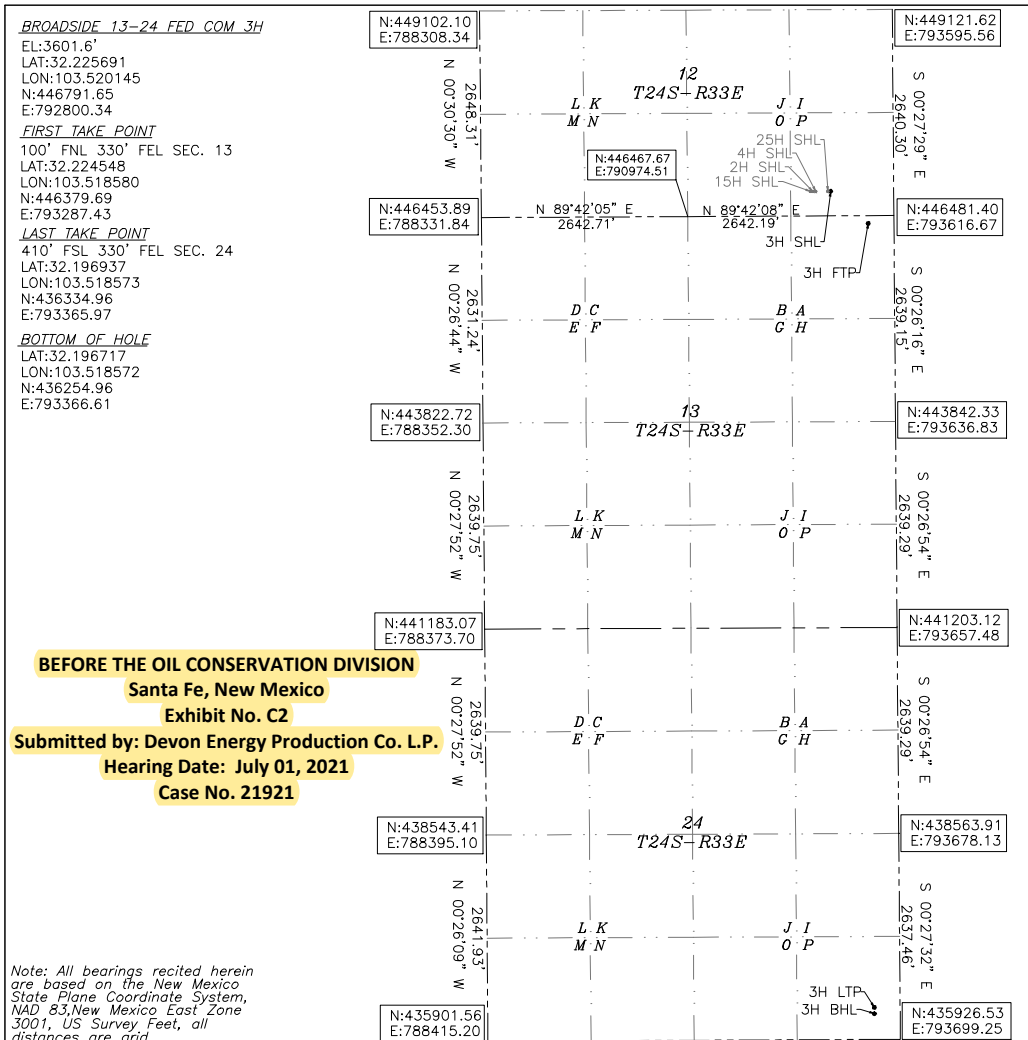 BROADSIDE 13-24 FED COM 3H
EL:3601.6'
LAT:32.225691
LON:103.520145
N:446791.65
E:792800.34
FIRST TAKE POINT
100' FNL 330' FEL SEC. 13
LAT:32.224548
LON:103.518580
N:446379.69
E:793287.43
LAST TAKE POINT
410' FSL 330' FEL SEC. 24
LAT:32.196937
LON:103.518573
N:436334.96
E:793365.97
BOTTOM OF HOLE
LAT:32.196717
LON:103.518572
N:436254.96
E:793366.61
BEFORE THE OIL CONSERVATION DIVISION
Santa Fe, New Mexico
Exhibit No. C2
Submitted by: Devon Energy Production Co. L.P.
Hearing Date: July 01, 2021
Case No. 21921
Note: All bearings recited herein
are based on the New Mexico
State Plane Coordinate System,
NAD 83,New Mexico East Zone
3001, US Survey Feet, all
distances are grid
N:449102.10
E:788308.34
N:449121.62
E:793595.56
N 00°30'30" W
2648.31'
12
T24S-R33E
L K
M N
J I
O P
S 00°27'29" E
2640.30'
25H SHL
4H SHL
2H SHL
15H SHL
N:446467.67
E:790974.51
N:446453.89
E:788331.84
N 89°42'05" E
2642.71'
N 89°42'08" E
2642.19'
N:446481.40
E:793616.67
3H SHL
3H FTP
N 00°26'44" W
2631.24'
D C
E F
B A
G H
S 00°26'16" E
2639.15'
N:443822.72
E:788352.30
13
T24S-R33E
N:443842.33
E:793636.83
N 00°27'52" W
2639.75'
L K
M N
J I
O P
S 00°26'54" E
2639.29'
N:441183.07
E:788373.70
N:441203.12
E:793657.48
N 00°27'52" W
2639.75'
D C
E F
B A
G H
S 00°26'54" E
2639.29'
N:438543.41
E:788395.10
24
T24S-R33E
N:438563.91
E:793678.13
N 00°26'09" W
2641.93'
L K
M N
J I
O P
S 00°27'32" E
2637.46'
3H LTP
3H BHL
N:435901.56
E:788415.20
N:435926.53
E:793699.25